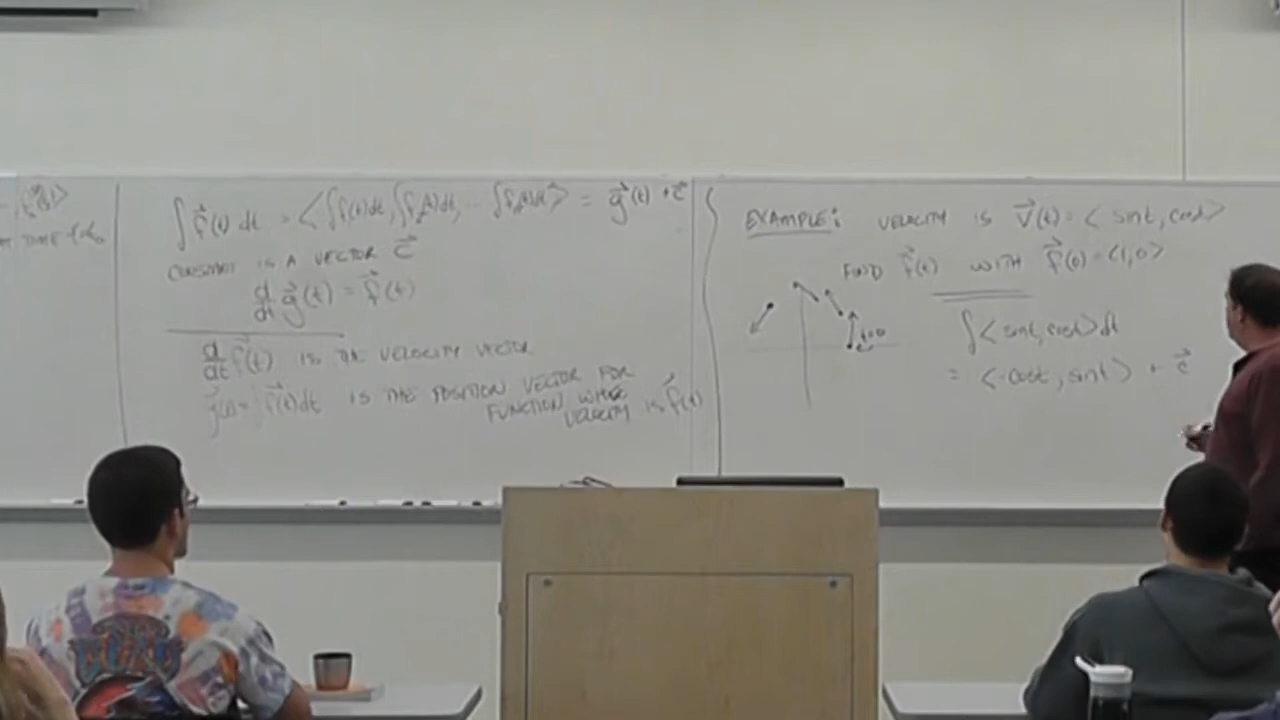 ∫ f⃗(t) dt = <∫f₁(t)dt, ∫f₂(t)dt, ... ∫fₙ(t)dt> = g⃗(t) + c⃗
CONSTANT IS A VECTOR C⃗
d/dt g⃗(t) = f⃗(t)
d/dt f⃗(t) IS THE VELOCITY VECTOR
g⃗(t) = ∫ f⃗(t)dt IS THE POSITION VECTOR FOR
FUNCTION WHOSE
VELOCITY IS f⃗(t)
EXAMPLE: VELOCITY IS V⃗(t) = < sint, cost>
FIND f⃗(t) WITH f⃗(0) = <1,0>
t=0
∫< sint, cost> dt
= <-cost, sint> + c⃗